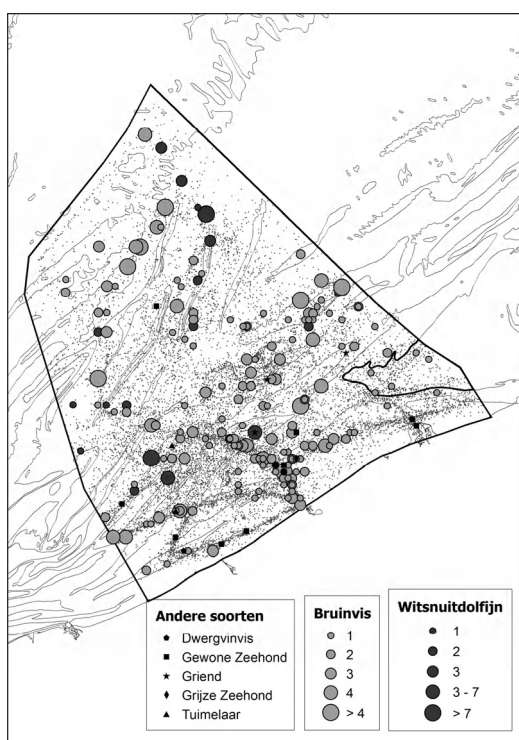 Andere soorten
Dwergvinvis
Gewone Zeehond
Griend
Grijze Zeehond
Tuimelaar
Bruinvis
1
2
3
4
> 4
Witsnuitdolfijn
1
2
3
3 - 7
> 7